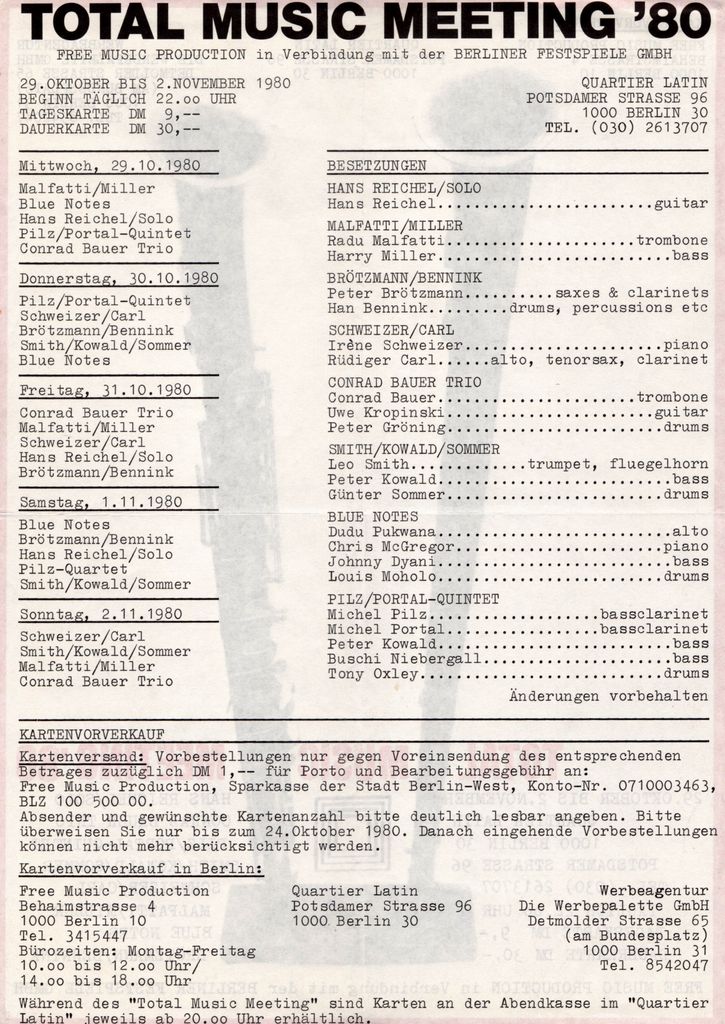 TOTAL MUSIC MEETING '80
FREE MUSIC PRODUCTION in Verbindung mit der BERLINER FESTSPIELE GMBH
29.OKTOBER BIS 2.NOVEMBER 1980
BEGINN TÄGLICH 22.oo UHR
TAGESKARTE DM 9,--
DAUERKARTE DM 30,--
QUARTIER LATIN
POTSDAMER STRASSE 96
1000 BERLIN 30
TEL. (030) 2613707
Mittwoch, 29.10.1980
Malfatti/Miller
Blue Notes
Hans Reichel/Solo
Pilz/Portal-Quintet
Conrad Bauer Trio
Donnerstag, 30.10.1980
Pilz/Portal-Quintet
Schweizer/Carl
Brötzmann/Bennink
Smith/Kowald/Sommer
Blue Notes
Freitag, 31.10.1980
Conrad Bauer Trio
Malfatti/Miller
Schweizer/Carl
Hans Reichel/Solo
Brötzmann/Bennink
Samstag, 1.11.1980
Blue Notes
Brötzmann/Bennink
Hans Reichel/Solo
Pilz-Quartet
Smith/Kowald/Sommer
Sonntag, 2.11.1980
Schweizer/Carl
Smith/Kowald/Sommer
Malfatti/Miller
Conrad Bauer Trio
BESETZUNGEN
HANS REICHEL/SOLO
Hans Reichel........................guitar
MALFATTI/MILLER
Radu Malfatti.....................trombone
Harry Miller..........................bass
BRÖTZMANN/BENNINK
Peter Brötzmann.........saxes & clarinets
Han Bennink.........drums, percussions etc
SCHWEIZER/CARL
Irène Schweizer......................piano
Rüdiger Carl......alto, tenorsax, clarinet
CONRAD BAUER TRIO
Conrad Bauer......................trombone
Uwe Kropinski.......................guitar
Peter Gröning........................drums
SMITH/KOWALD/SOMMER
Leo Smith............trumpet, fluegelhorn
Peter Kowald..........................bass
Günter Sommer........................drums
BLUE NOTES
Dudu Pukwana..........................alto
Chris McGregor.......................piano
Johnny Dyani..........................bass
Louis Moholo.........................drums
PILZ/PORTAL-QUINTET
Michel Pilz...................bassclarinet
Michel Portal.................bassclarinet
Peter Kowald..........................bass
Buschi Niebergall.....................bass
Tony Oxley...........................drums
Änderungen vorbehalten
KARTENVORVERKAUF
Kartenversand: Vorbestellungen nur gegen Voreinsendung des entsprechenden
Betrages zuzüglich DM 1,-- für Porto und Bearbeitungsgebühr an:
Free Music Production, Sparkasse der Stadt Berlin-West, Konto-Nr. 0710003463,
BLZ 100 500 00.
Absender und gewünschte Kartenanzahl bitte deutlich lesbar angeben. Bitte
überweisen Sie nur bis zum 24.Oktober 1980. Danach eingehende Vorbestellungen
können nicht mehr berücksichtigt werden.
Kartenvorverkauf in Berlin:
Free Music Production
Behaimstrasse 4
1000 Berlin 10
Tel. 3415447
Bürozeiten: Montag-Freitag
10.oo bis 12.oo Uhr/
14.oo bis 18.oo Uhr
Quartier Latin
Potsdamer Strasse 96
1000 Berlin 30
Werbeagentur
Die Werbepalette GmbH
Detmolder Strasse 65
(am Bundesplatz)
1000 Berlin 31
Tel. 8542047
Während des "Total Music Meeting" sind Karten an der Abendkasse im "Quartier
Latin" jeweils ab 20.oo Uhr erhältlich.